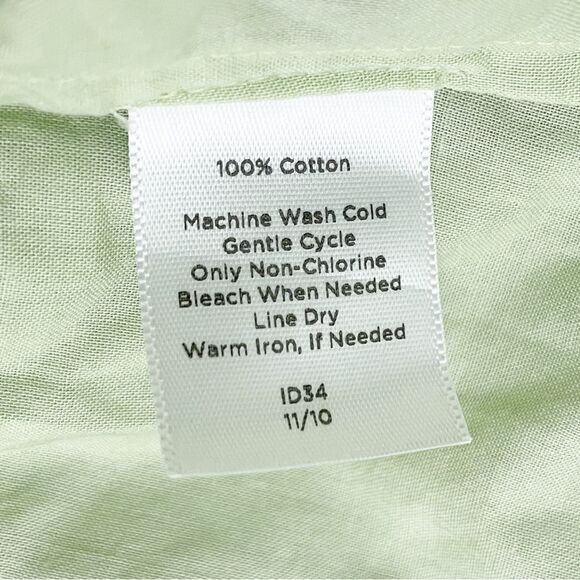 100% Cotton
Machine Wash Cold
Gentle Cycle
Only Non-Chlorine
Bleach When Needed
Line Dry
Warm Iron, If Needed
ID34
11/10